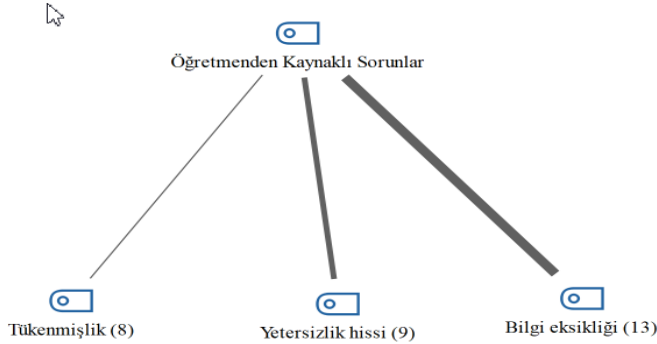 Öğretmenden Kaynaklı Sorunlar
Tükenmişlik (8)
Yetersizlik hissi (9)
Bilgi eksikliği (13)